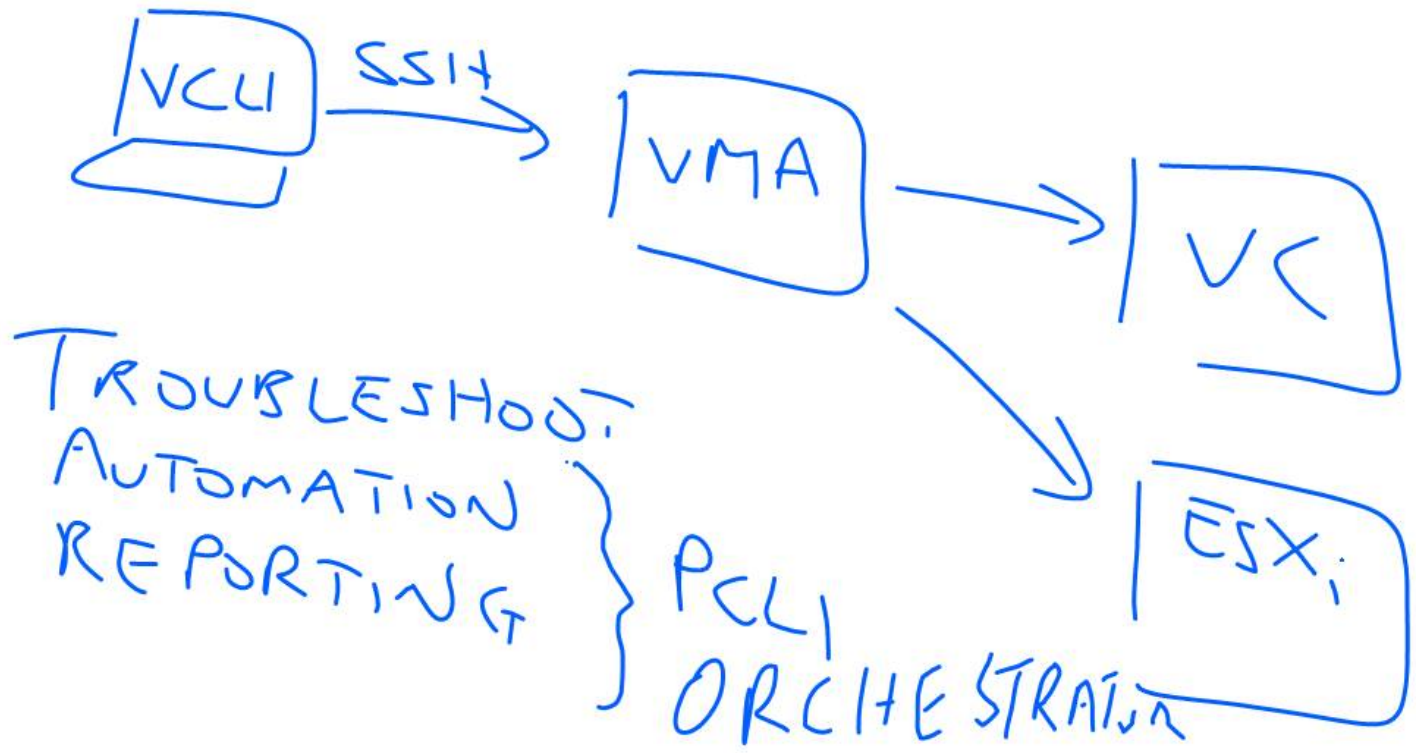 VCLI
SSH
VMA
VC
TROUBLESHOOT
AUTOMATION
REPORTING
PCLI
ORCHESTRATOR
ESXi